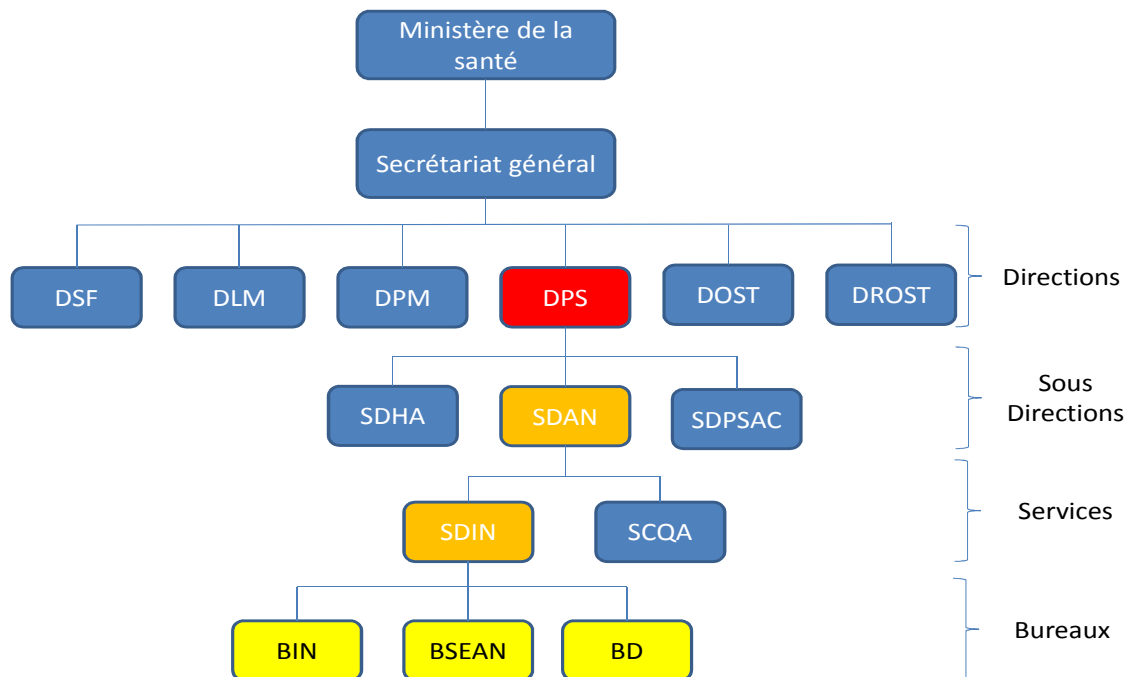 Ministère de la
santé
Secrétariat général
DSF
DLM
DPM
DPS
DOST
DROST
Directions
SDHA
SDAN
SDPSAC
Sous
Directions
SDIN
SCQA
Services
BIN
BSEAN
BD
Bureaux